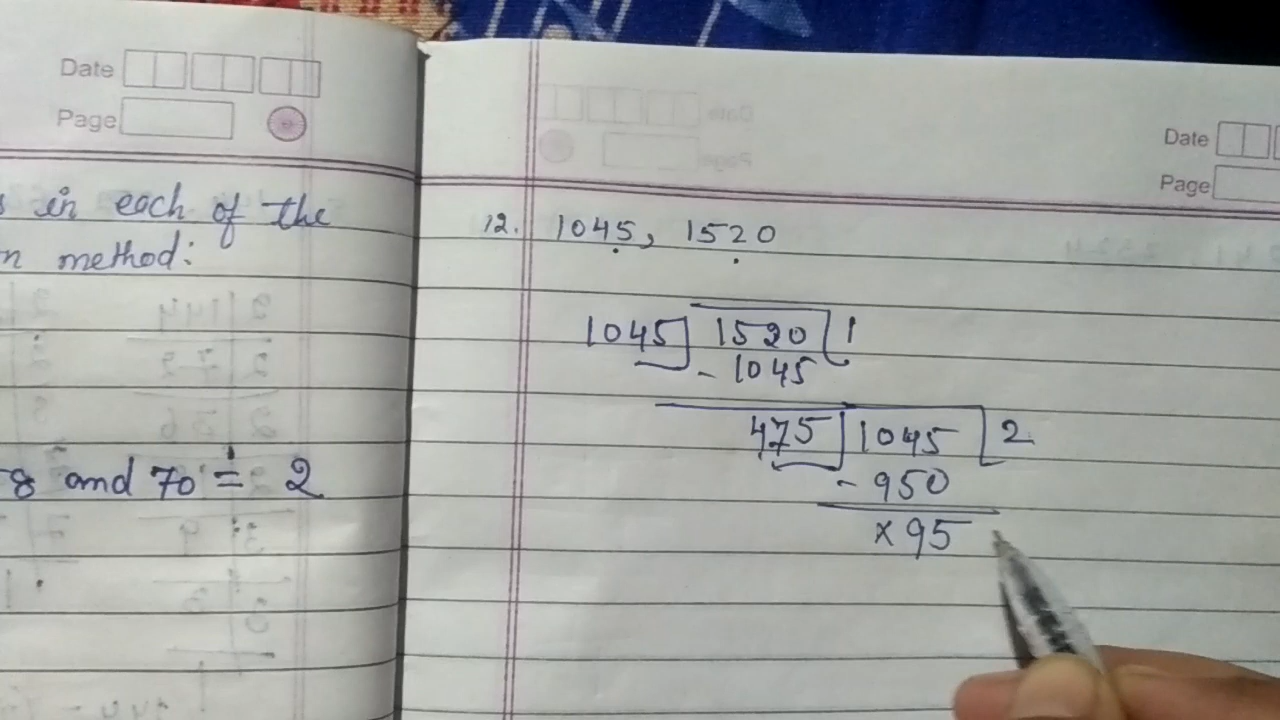 Date
Page
s in each of the
n method:
-8 and 70 = 2
Date
Page
12. 1045, 1520
1045 1520 1
- 1045
475 1045 2
- 950
× 95